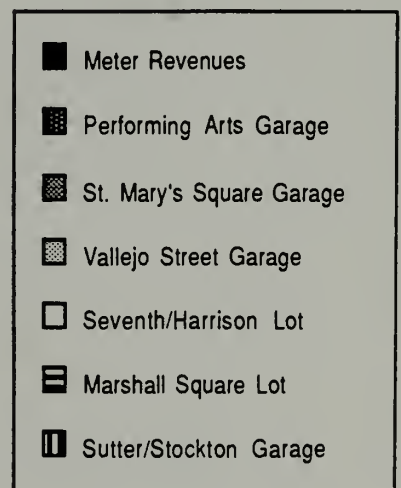 Meter Revenues
Performing Arts Garage
St. Mary's Square Garage
Vallejo Street Garage
Seventh/Harrison Lot
Marshall Square Lot
Sutter/Stockton Garage